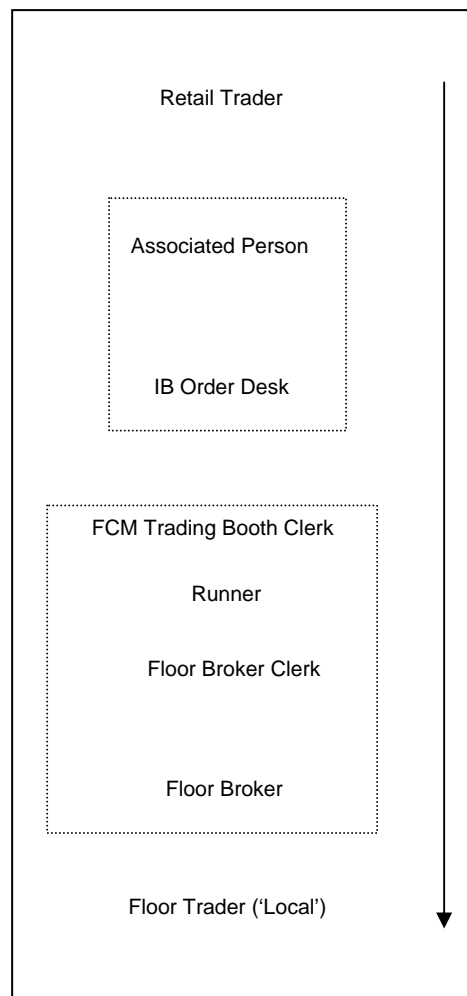 Retail Trader
Associated Person
IB Order Desk
FCM Trading Booth Clerk
Runner
Floor Broker Clerk
Floor Broker
Floor Trader (‘Local’)